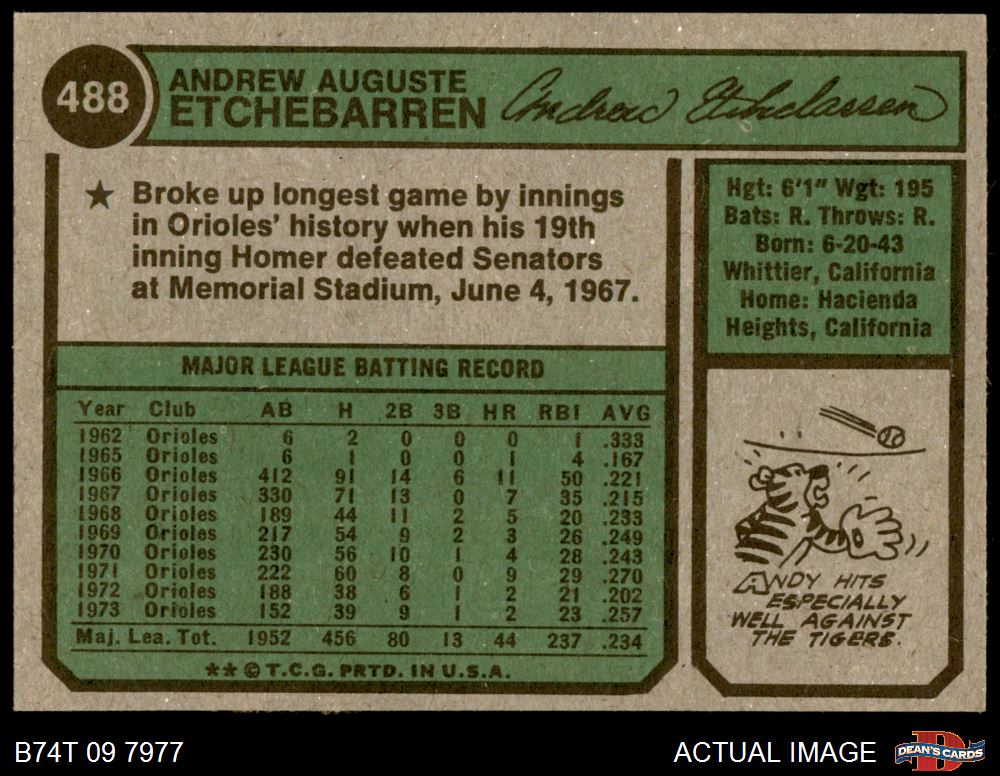 488
ANDREW AUGUSTE
ETCHEBARREN
Andrew Etchebarren
★ Broke up longest game by innings
in Orioles' history when his 19th
inning Homer defeated Senators
at Memorial Stadium, June 4, 1967.
Hgt: 6'1" Wgt: 195
Bats: R. Throws: R.
Born: 6-20-43
Whittier, California
Home: Hacienda
Heights, California
MAJOR LEAGUE BATTING RECORD
Year Club AB H 2B 3B HR RBI AVG
1962 Orioles 6 2 0 0 0 1 .333
1965 Orioles 6 1 0 0 1 4 .167
1966 Orioles 412 91 14 6 11 50 .221
1967 Orioles 330 71 13 0 7 35 .215
1968 Orioles 189 44 11 2 5 20 .233
1969 Orioles 217 54 9 2 3 26 .249
1970 Orioles 230 56 10 1 4 28 .243
1971 Orioles 222 60 8 0 9 29 .270
1972 Orioles 188 38 6 1 2 21 .202
1973 Orioles 152 39 9 1 2 23 .257
Maj. Lea. Tot. 1952 456 80 13 44 237 .234
** © T.C.G. PRTD. IN U.S.A.
ANDY HITS
ESPECIALLY
WELL AGAINST
THE TIGERS.
B74T 09 7977
ACTUAL IMAGE
DEAN'S CARDS